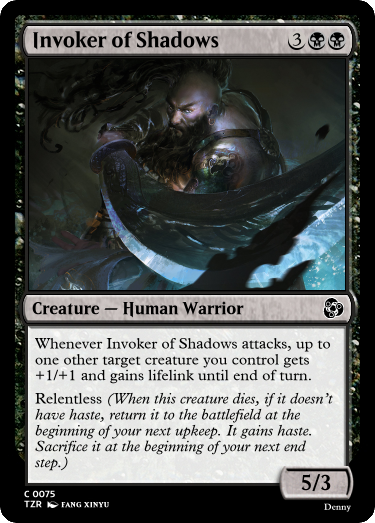 Invoker of Shadows 3
Creature — Human Warrior
Whenever Invoker of Shadows attacks, up to
one other target creature you control gets
+1/+1 and gains lifelink until end of turn.
Relentless (When this creature dies, if it doesn't
have haste, return it to the battlefield at the
beginning of your next upkeep. It gains haste.
Sacrifice it at the beginning of your next end
step.)
5/3
C 0075
TZR FANG XINYU
Denny